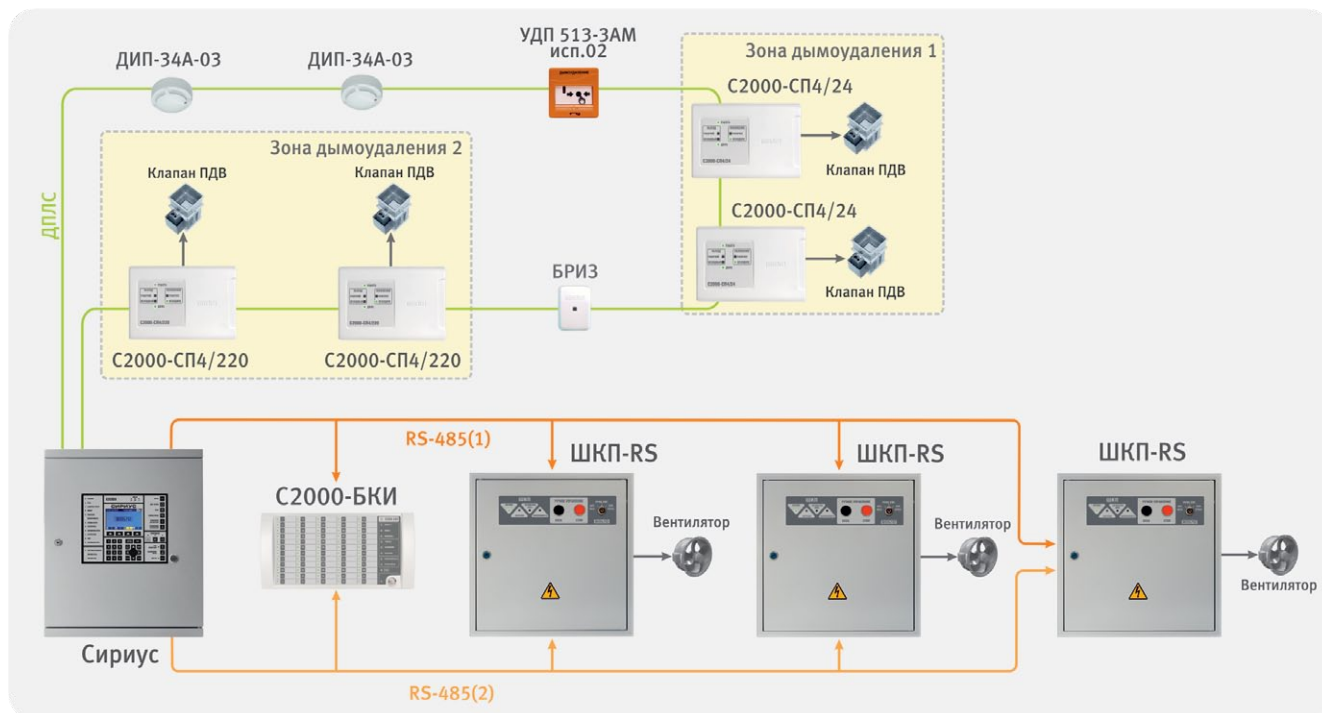 ДИП-34А-03
ДИП-34А-03
УДП 513-3АМ
исп.02
ДЫМОУДАЛЕНИЕ
Зона дымоудаления 1
С2000-СП4/24
Клапан ПДВ
С2000-СП4/24
Клапан ПДВ
Зона дымоудаления 2
Клапан ПДВ
Клапан ПДВ
С2000-СП4/220
С2000-СП4/220
БРИЗ
ДПЛС
RS-485(1)
С2000-БКИ
ШКП-RS
ШКП-RS
ШКП-RS
Вентилятор
Вентилятор
Вентилятор
СИРИУС
Сириус
RS-485(2)